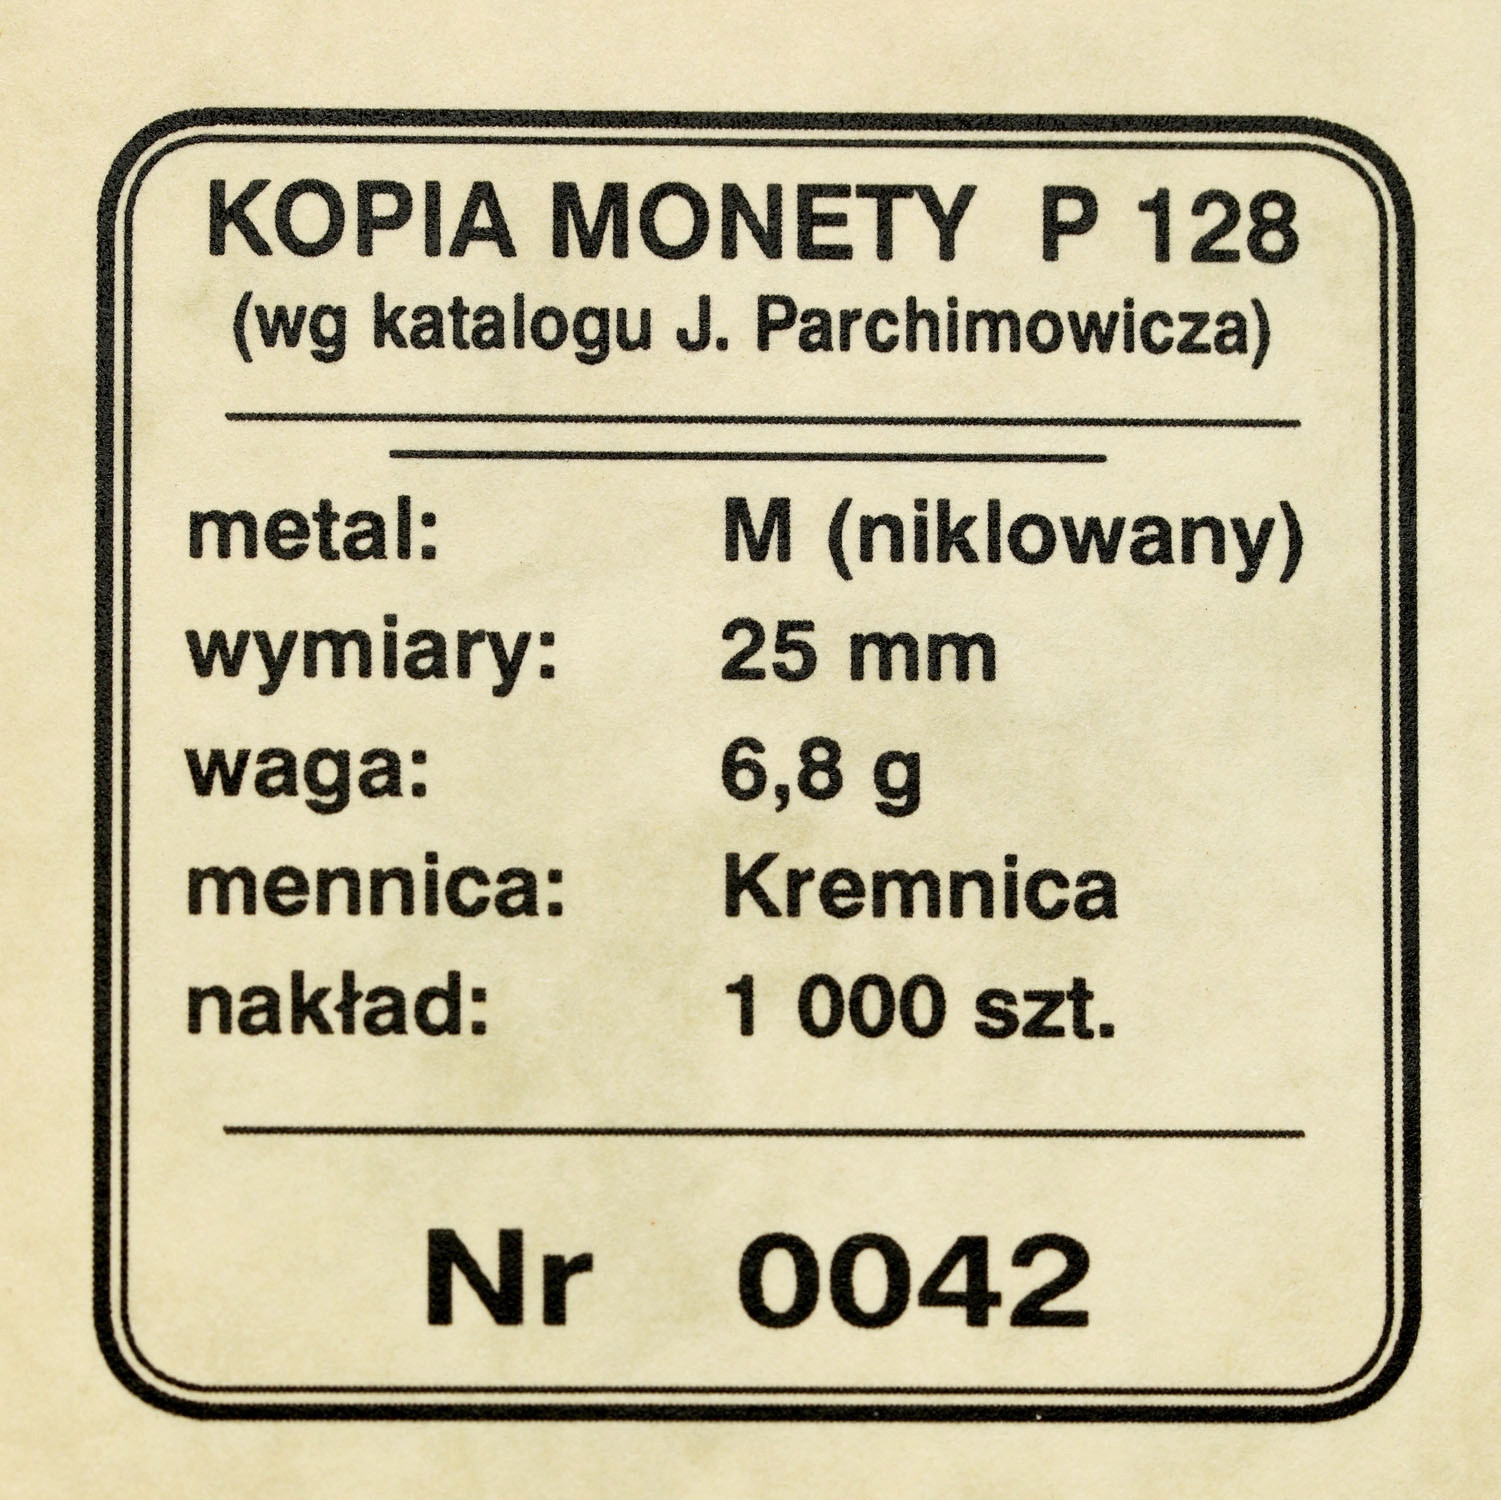 KOPIA MONETY P 128
(wg katalogu J. Parchimowicza)
metal: M (niklowany)
wymiary: 25 mm
waga: 6,8 g
mennica: Kremnica
nakład: 1 000 szt.
Nr 0042